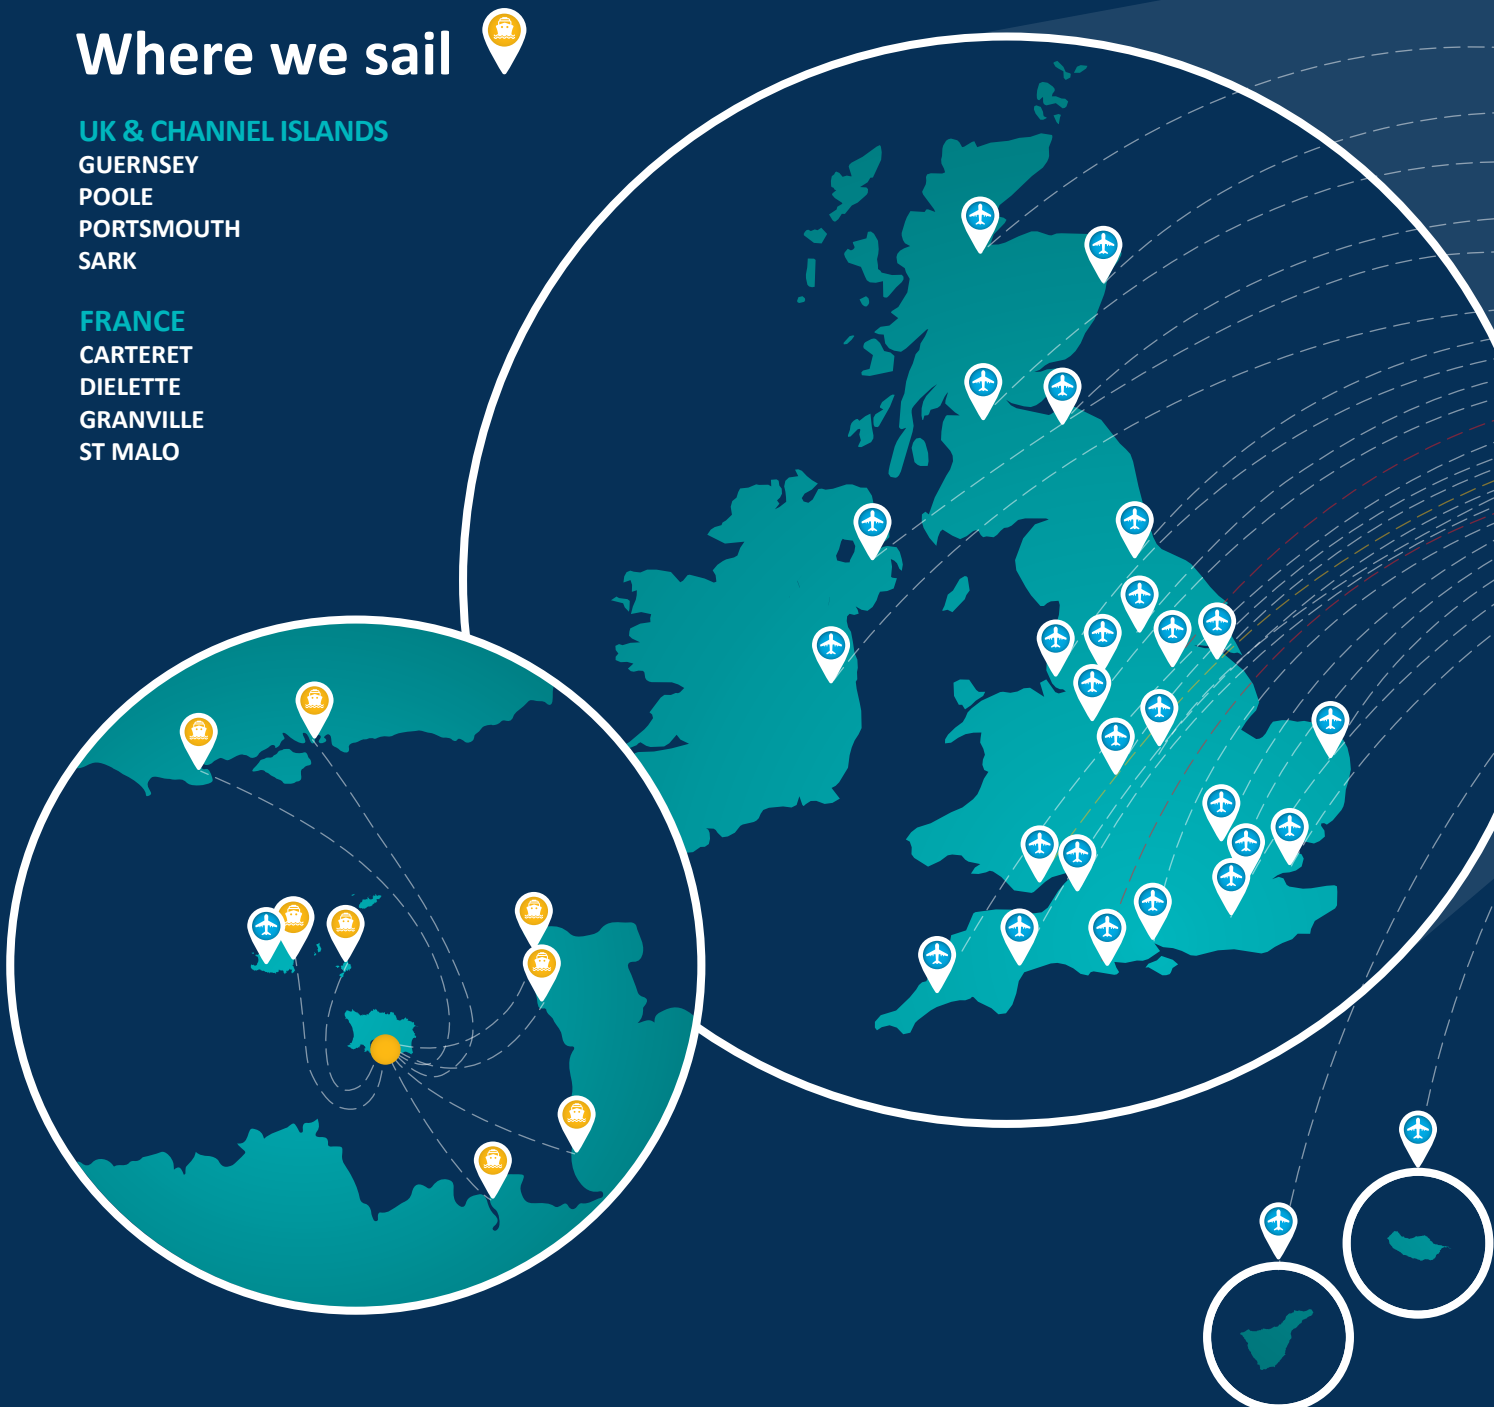 Where we sail
UK & CHANNEL ISLANDS
GUERNSEY
POOLE
PORTSMOUTH
SARK
FRANCE
CARTERET
DIELETTE
GRANVILLE
ST MALO